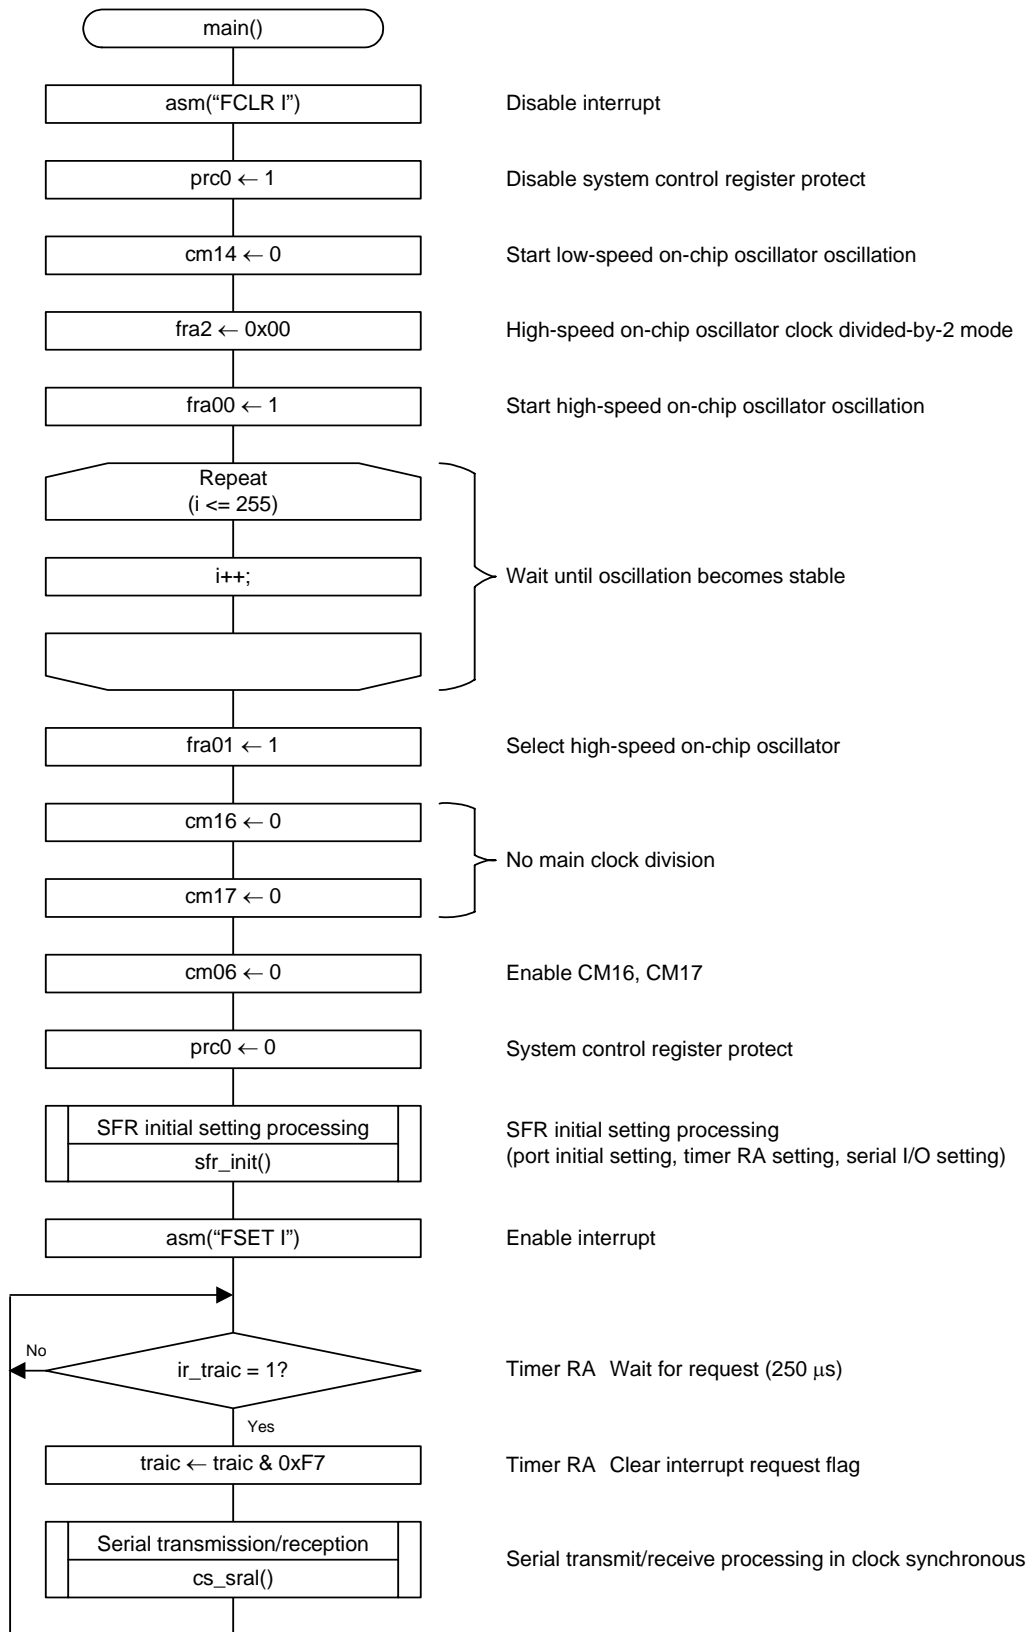 main()
asm(“FCLR I”) Disable interrupt
prc0 ← 1 Disable system control register protect
cm14 ← 0 Start low-speed on-chip oscillator oscillation
fra2 ← 0x00 High-speed on-chip oscillator clock divided-by-2 mode
fra00 ← 1 Start high-speed on-chip oscillator oscillation
Repeat
(i <= 255)
i++; Wait until oscillation becomes stable
fra01 ← 1 Select high-speed on-chip oscillator
cm16 ← 0
No main clock division
cm17 ← 0
cm06 ← 0 Enable CM16, CM17
prc0 ← 0 System control register protect
SFR initial setting processing SFR initial setting processing
sfr_init() (port initial setting, timer RA setting, serial I/O setting)
asm(“FSET I”) Enable interrupt
No
ir_traic = 1? Timer RA Wait for request (250 μs)
Yes
traic ← traic & 0xF7 Timer RA Clear interrupt request flag
Serial transmission/reception
Serial transmit/receive processing in clock synchronous
cs_sral()